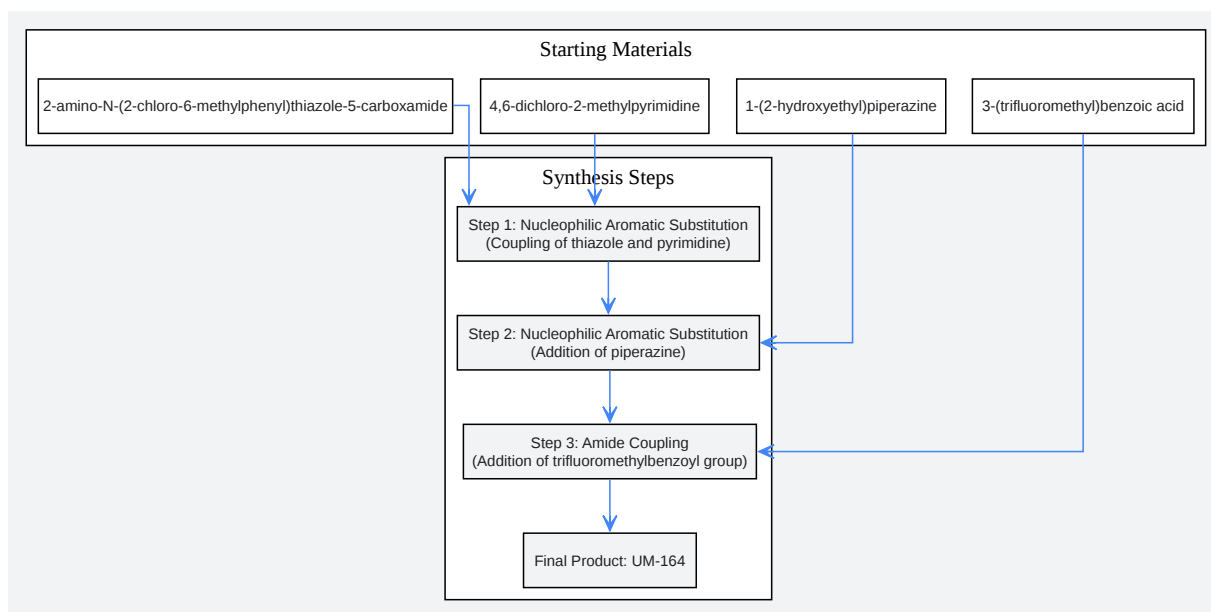 Starting Materials
2-amino-N-(2-chloro-6-methylphenyl)thiazole-5-carboxamide
4,6-dichloro-2-methylpyrimidine
1-(2-hydroxyethyl)piperazine
3-(trifluoromethyl)benzoic acid
Synthesis Steps
Step 1: Nucleophilic Aromatic Substitution
(Coupling of thiazole and pyrimidine)
Step 2: Nucleophilic Aromatic Substitution
(Addition of piperazine)
Step 3: Amide Coupling
(Addition of trifluoromethylbenzoyl group)
Final Product: UM-164